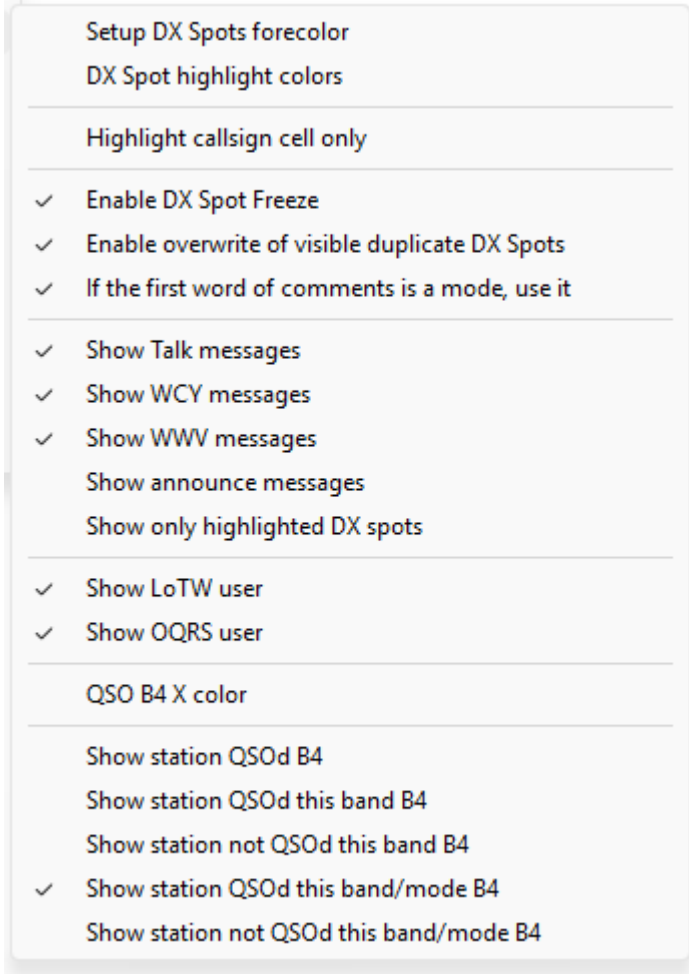 Setup DX Spots forecolor
DX Spot highlight colors
Highlight callsign cell only
Enable DX Spot Freeze
Enable overwrite of visible duplicate DX Spots
If the first word of comments is a mode, use it
Show Talk messages
Show WCY messages
Show WWV messages
Show announce messages
Show only highlighted DX spots
Show LoTW user
Show OQRS user
QSO B4 X color
Show station QSOd B4
Show station QSOd this band B4
Show station not QSOd this band B4
Show station QSOd this band/mode B4
Show station not QSOd this band/mode B4